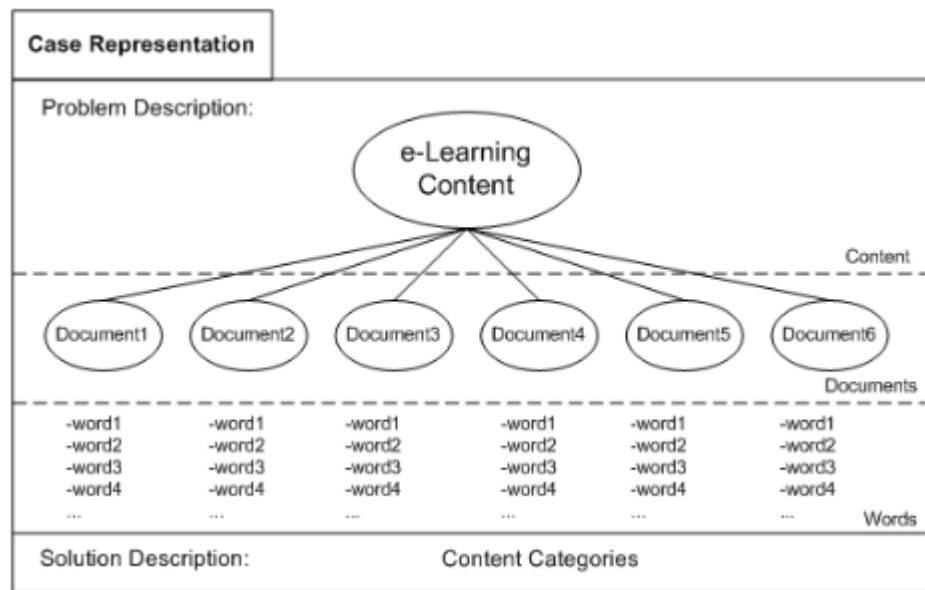 Case Representation
Problem Description:
e-Learning
Content
Content
Document1 Document2 Document3 Document4 Document5 Document6
Documents
-word1 -word1 -word1 -word1 -word1 -word1
-word2 -word2 -word2 -word2 -word2 -word2
-word3 -word3 -word3 -word3 -word3 -word3
-word4 -word4 -word4 -word4 -word4 -word4
... ... ... ... ... ...
Words
Solution Description: Content Categories